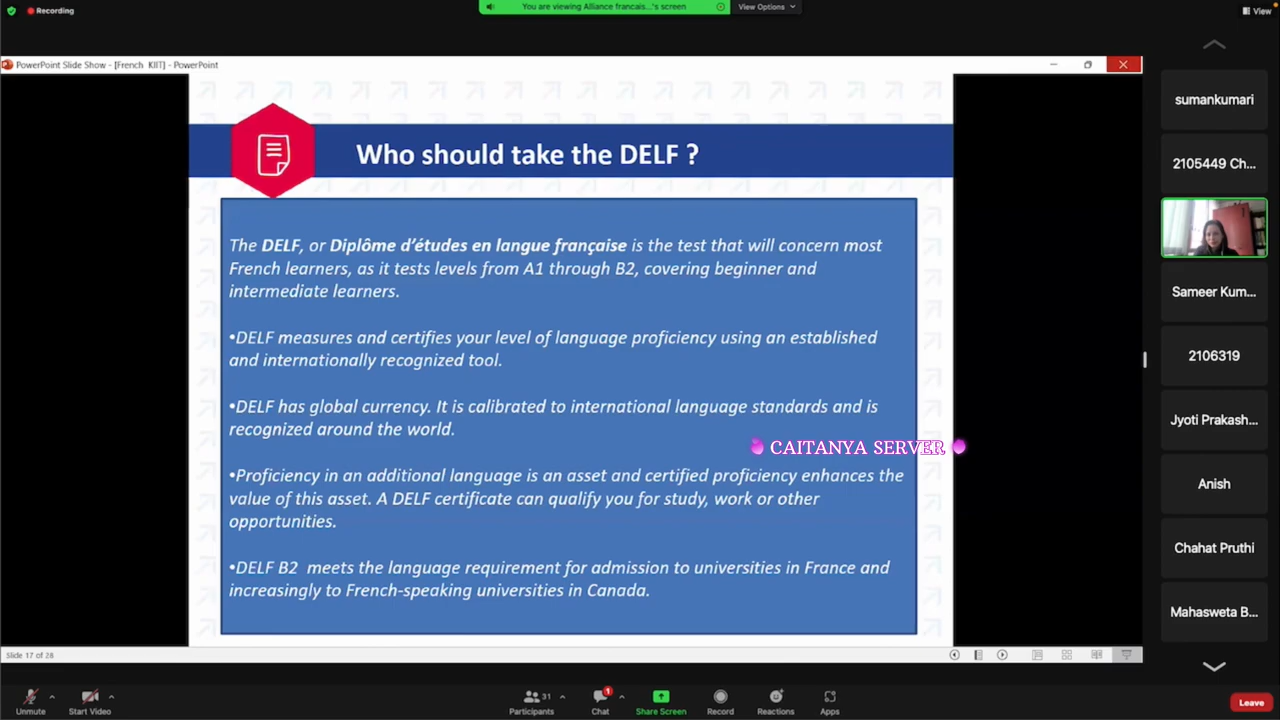 Recording
You are viewing Alliance francais...'s screen
View Options
View
PowerPoint Slide Show - [French KIIT] - PowerPoint
Who should take the DELF ?
The DELF, or Diplôme d'études en langue française is the test that will concern most
French learners, as it tests levels from A1 through B2, covering beginner and
intermediate learners.
•DELF measures and certifies your level of language proficiency using an established
and internationally recognized tool.
•DELF has global currency. It is calibrated to international language standards and is
recognized around the world.
CAITANYA SERVER
•Proficiency in an additional language is an asset and certified proficiency enhances the
value of this asset. A DELF certificate can qualify you for study, work or other
opportunities.
•DELF B2 meets the language requirement for admission to universities in France and
increasingly to French-speaking universities in Canada.
Slide 17 of 28
sumankumari
2105449 Ch...
Sameer Kum...
2106319
Jyoti Prakash...
Anish
Chahat Pruthi
Mahasweta B...
Unmute
Start Video
31
Participants
1
Chat
Share Screen
Record
Reactions
Apps
Leave